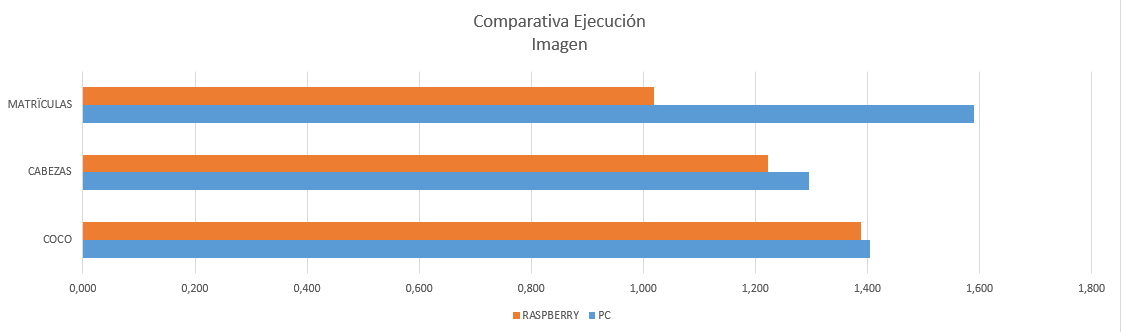 Comparativa Ejecución
Imagen
MATRÏCULAS
CABEZAS
COCO
0,000 0,200 0,400 0,600 0,800 1,000 1,200 1,400 1,600 1,800
RASPBERRY PC